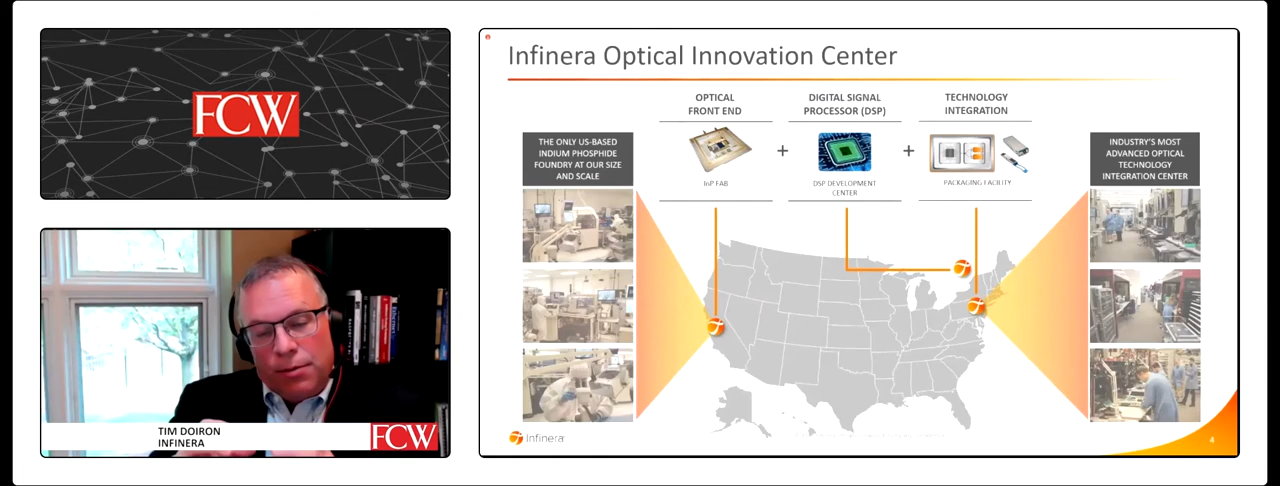 FCW
TIM DOIRON
INFINERA
FCW
Infinera Optical Innovation Center
OPTICAL
FRONT END
DIGITAL SIGNAL
PROCESSOR (DSP)
TECHNOLOGY
INTEGRATION
THE ONLY US-BASED
INDIUM PHOSPHIDE
FOUNDRY AT OUR SIZE
AND SCALE
+
+
INDUSTRY'S MOST
ADVANCED OPTICAL
TECHNOLOGY
INTEGRATION CENTER
InP FAB
DSP DEVELOPMENT
CENTER
PACKAGING FACILITY
Infinera
4